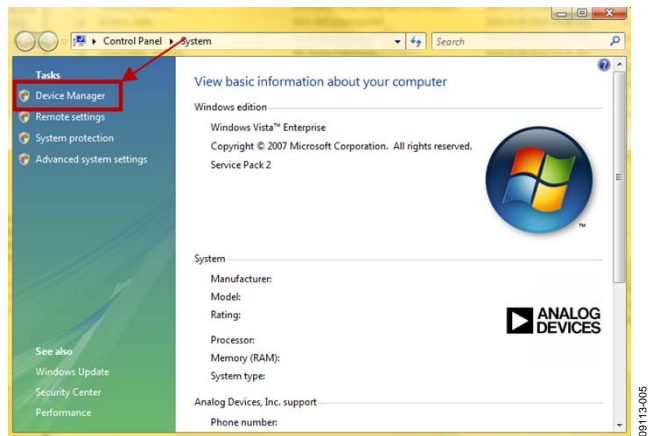 Control Panel ▸ System
Search
Tasks
Device Manager
Remote settings
System protection
Advanced system settings
See also
Windows Update
Security Center
Performance
View basic information about your computer
Windows edition
Windows Vista™ Enterprise
Copyright © 2007 Microsoft Corporation. All rights reserved.
Service Pack 2
TM
System
Manufacturer:
Model:
Rating:
Processor:
Memory (RAM):
System type:
ANALOG
DEVICES
Analog Devices, Inc. support
Phone number:
09113-005